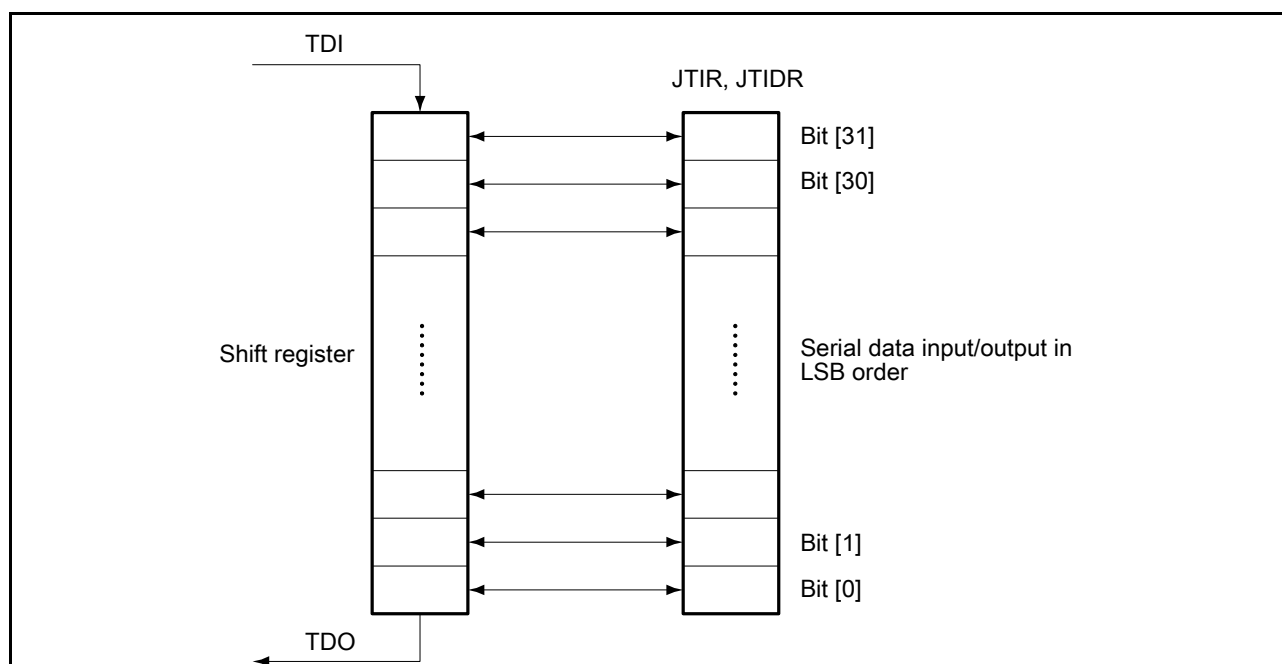 TDI
JTIR, JTIDR
Bit [31]
Bit [30]
Shift register
Serial data input/output in
LSB order
Bit [1]
Bit [0]
TDO